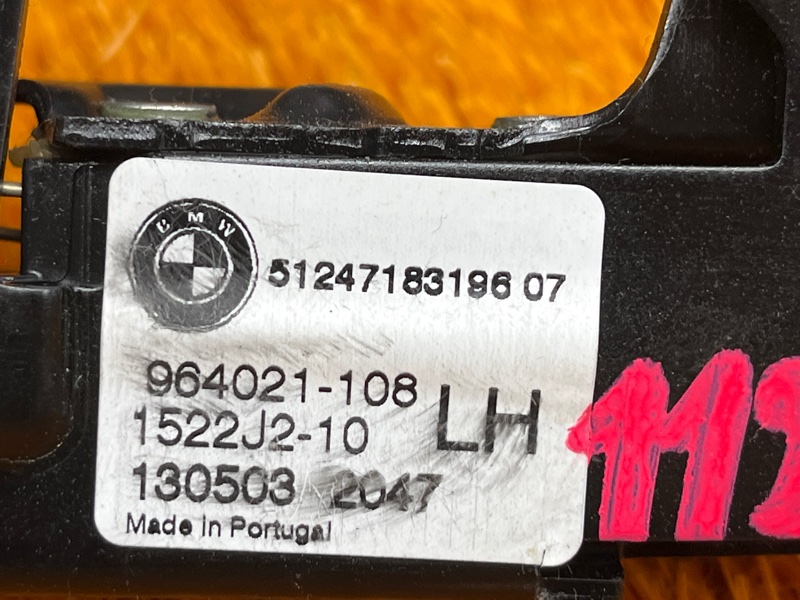 BMW
51247183196 07
964021-108
1522J2-10
LH
130503 2047
Made in Portugal